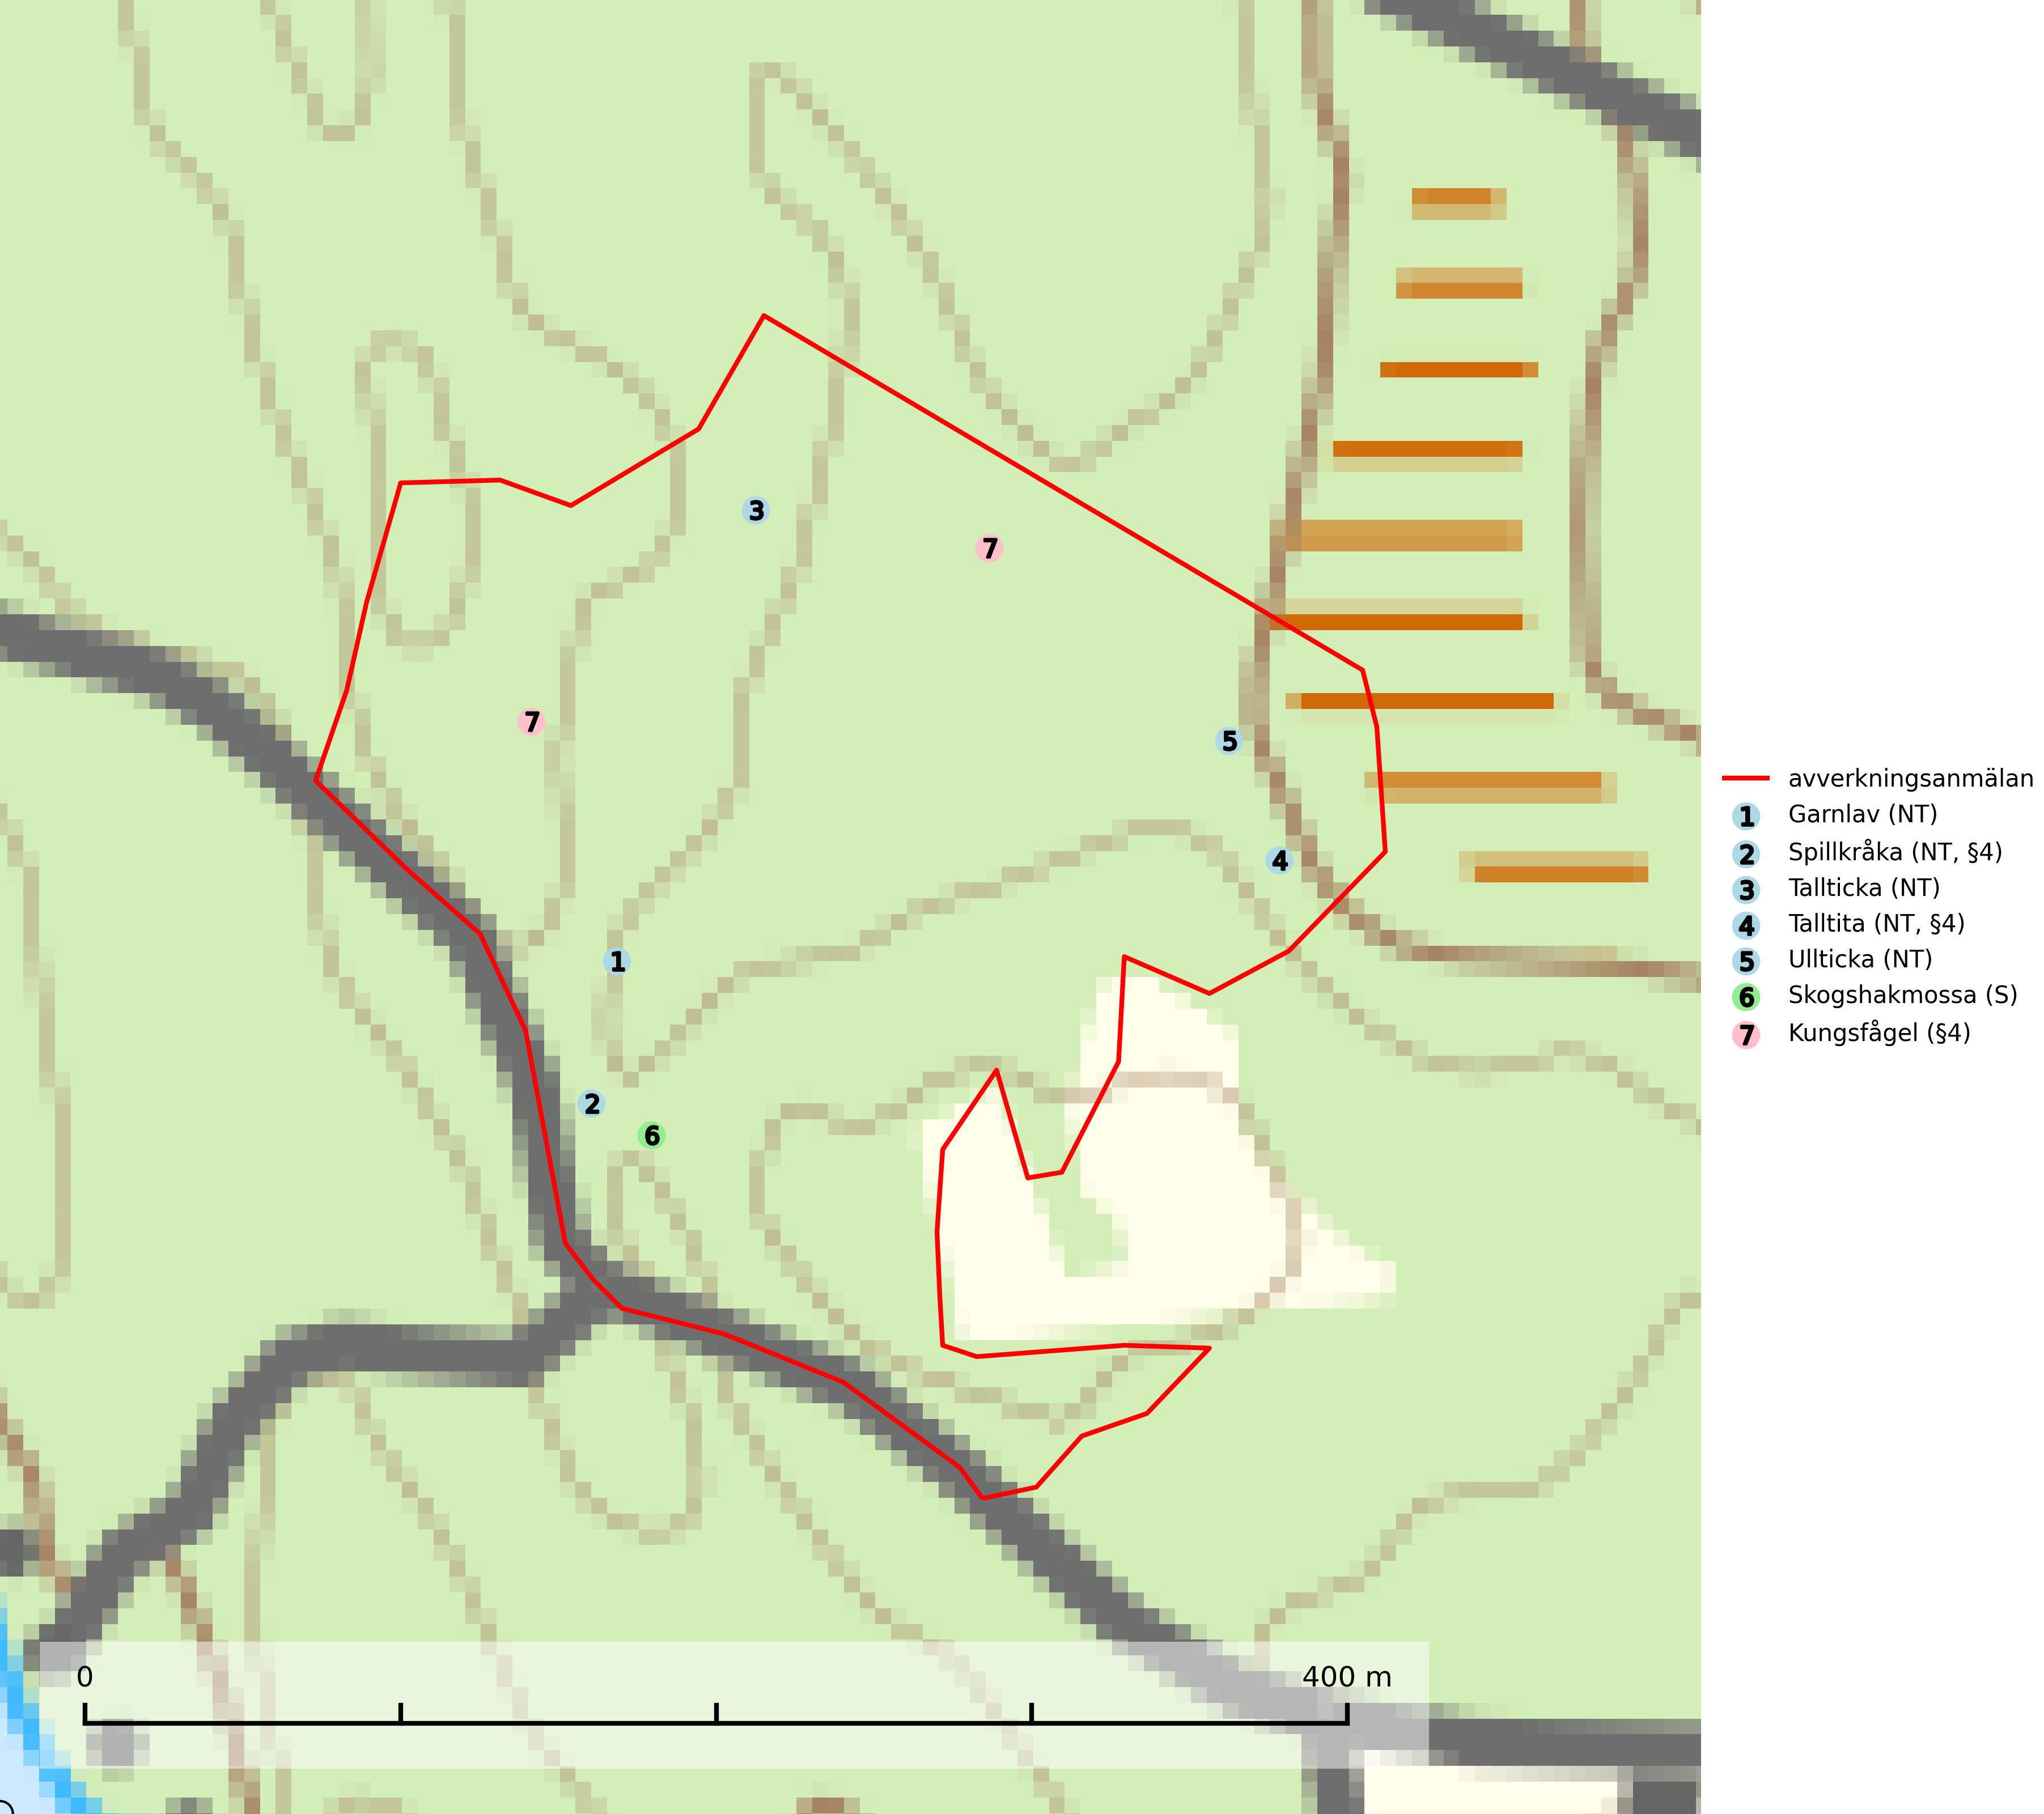 3
7
7
5
4
1
2
6
avverkningsanmälan
1 Garnlav (NT)
2 Spillkråka (NT, §4)
3 Tallticka (NT)
4 Talltita (NT, §4)
5 Ullticka (NT)
6 Skogshakmossa (S)
7 Kungsfågel (§4)
0 400 m